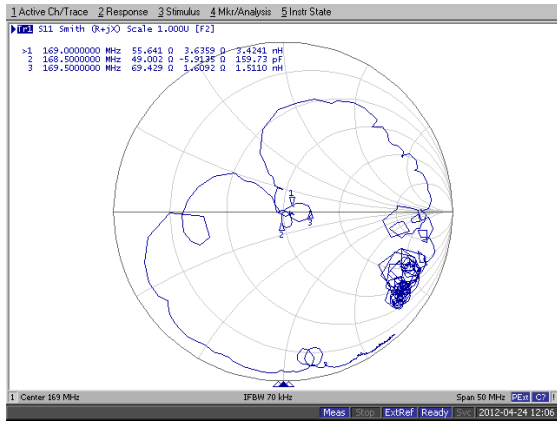 1 Active Ch/Trace 2 Response 3 Stimulus 4 Mkr/Analysis 5 Instr State
Tr1 S11 Smith (R+jX) Scale 1.000U [F2]
>1 169.0000000 MHz 55.641 Ω 3.6359 Ω 3.4241 nH
2 168.5000000 MHz 49.002 Ω -5.9135 Ω 159.73 pF
3 169.5000000 MHz 69.429 Ω 1.6092 Ω 1.5110 nH
1
3
2
1 Center 169 MHz IFBW 70 kHz Span 50 MHz PExt C? !
Meas Stop ExtRef Ready Svc 2012-04-24 12:06